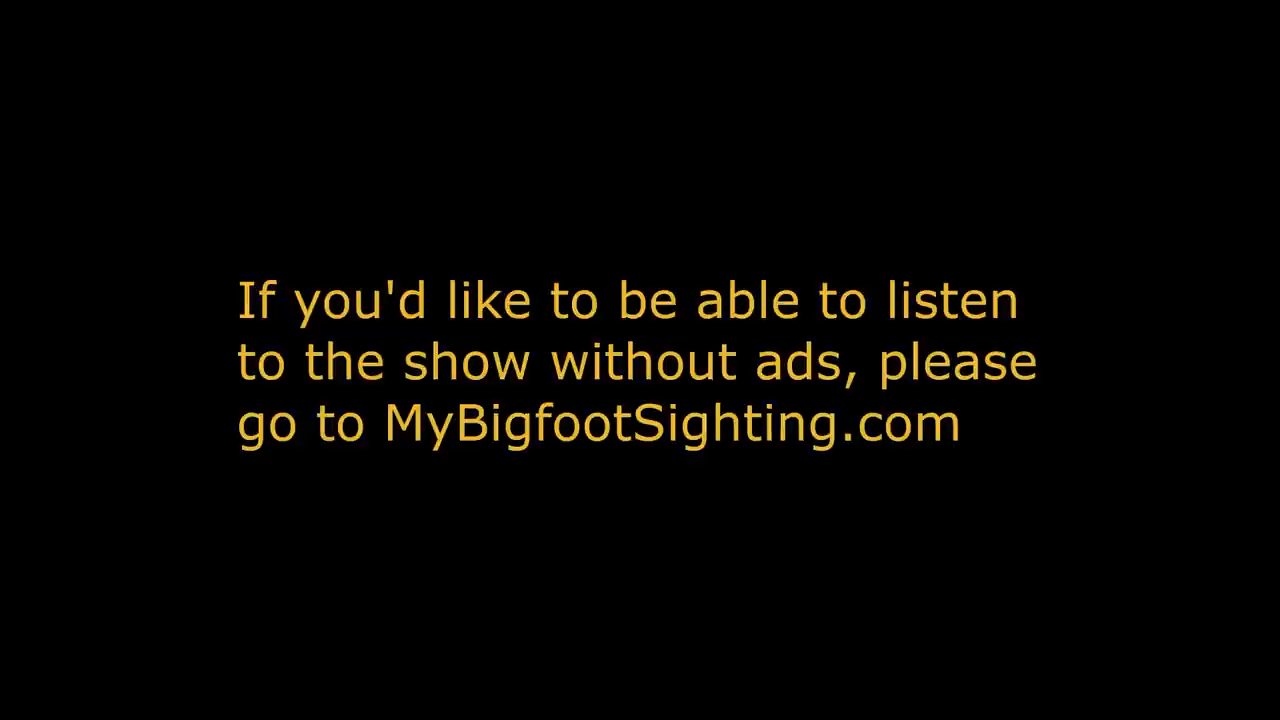 If you'd like to be able to listen
to the show without ads, please
go to MyBigfootSighting.com